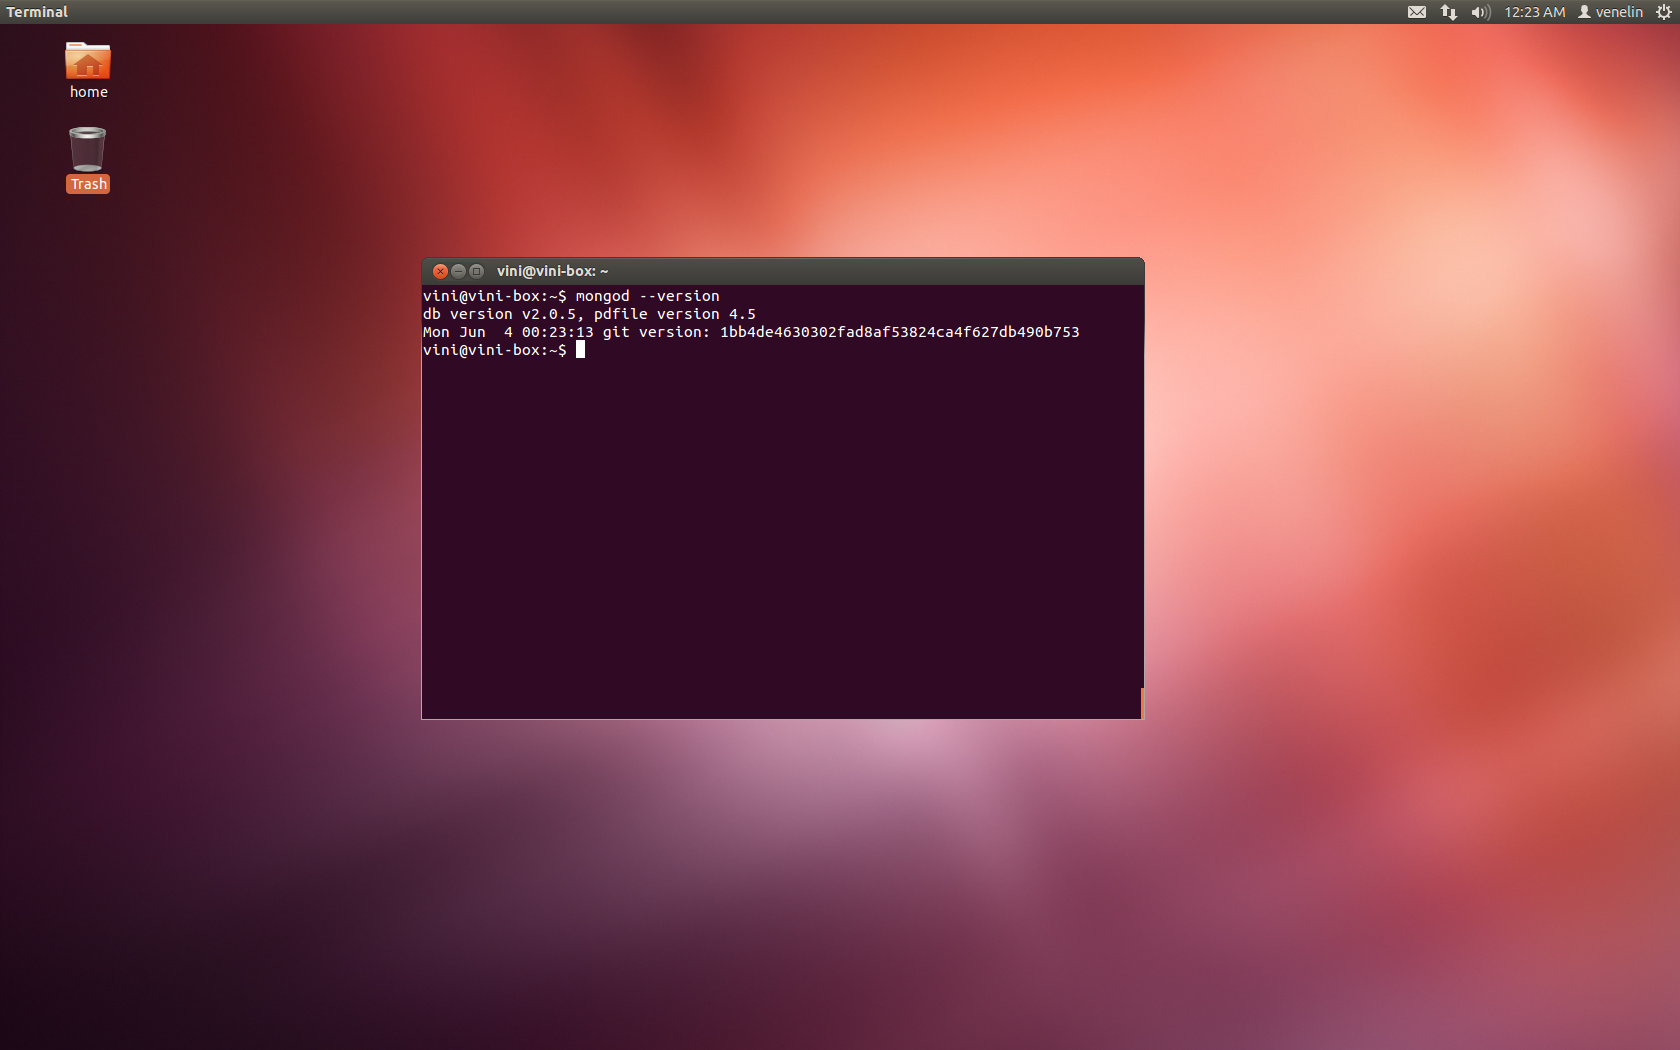 Terminal
12:23 AM venelin
home
Trash
vini@vini-box: ~
vini@vini-box:~$ mongod --version
db version v2.0.5, pdfile version 4.5
Mon Jun  4 00:23:13 git version: 1bb4de4630302fad8af53824ca4f627db490b753
vini@vini-box:~$